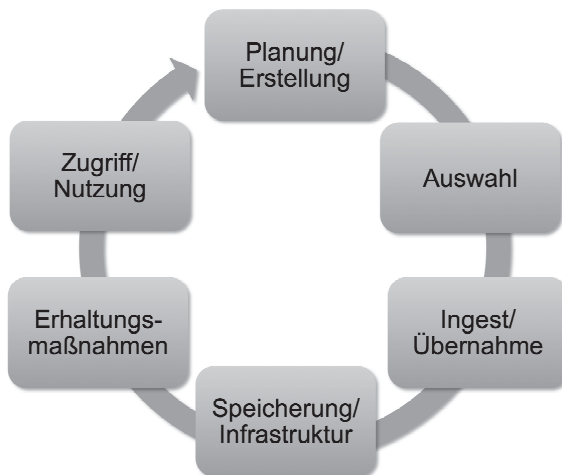 Planung/
Erstellung
Auswahl
Ingest/
Übernahme
Speicherung/
Infrastruktur
Erhaltungs-
maßnahmen
Zugriff/
Nutzung